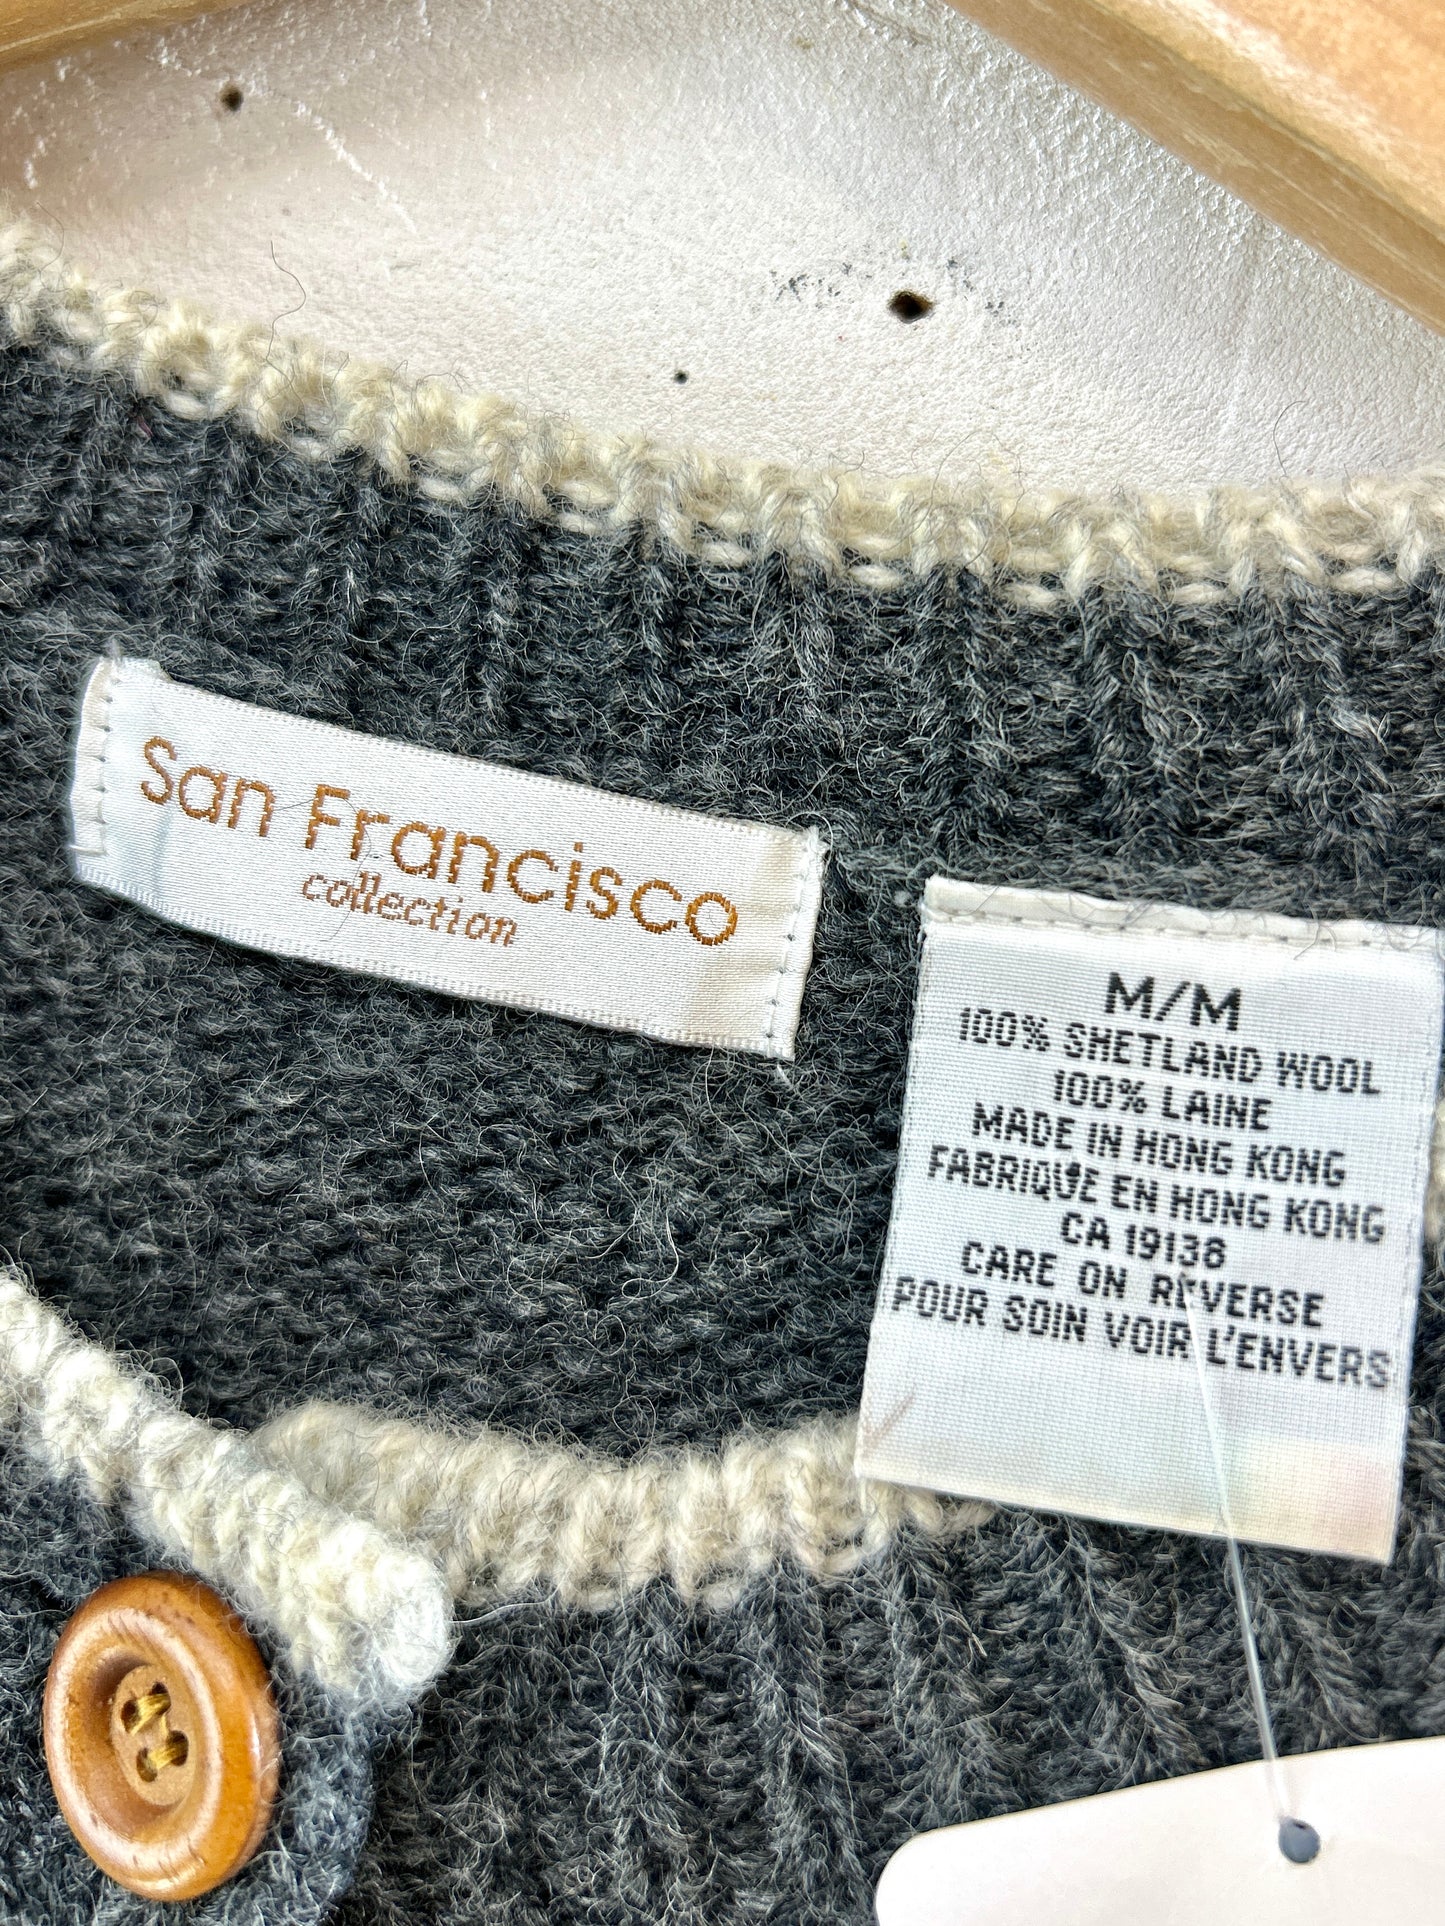 San Francisco
collection
M/M
100% SHETLAND WOOL
100% LAINE
MADE IN HONG KONG
FABRIQUE EN HONG KONG
CA 19136
CARE ON REVERSE
POUR SOIN VOIR L'ENVERS